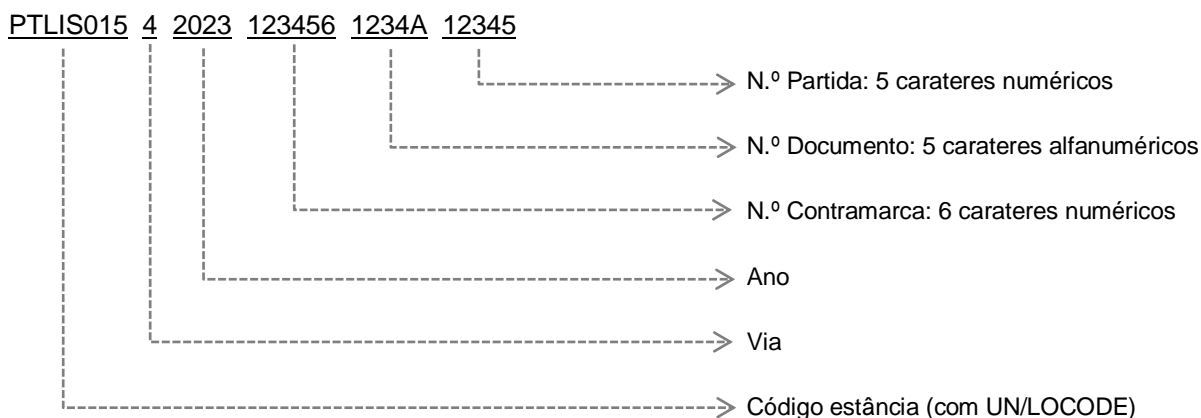 PTLIS015 4 2023 123456 1234A 12345
N.º Partida: 5 carateres numéricos
N.º Documento: 5 carateres alfanuméricos
N.º Contramarca: 6 carateres numéricos
Ano
Via
Código estância (com UN/LOCODE)